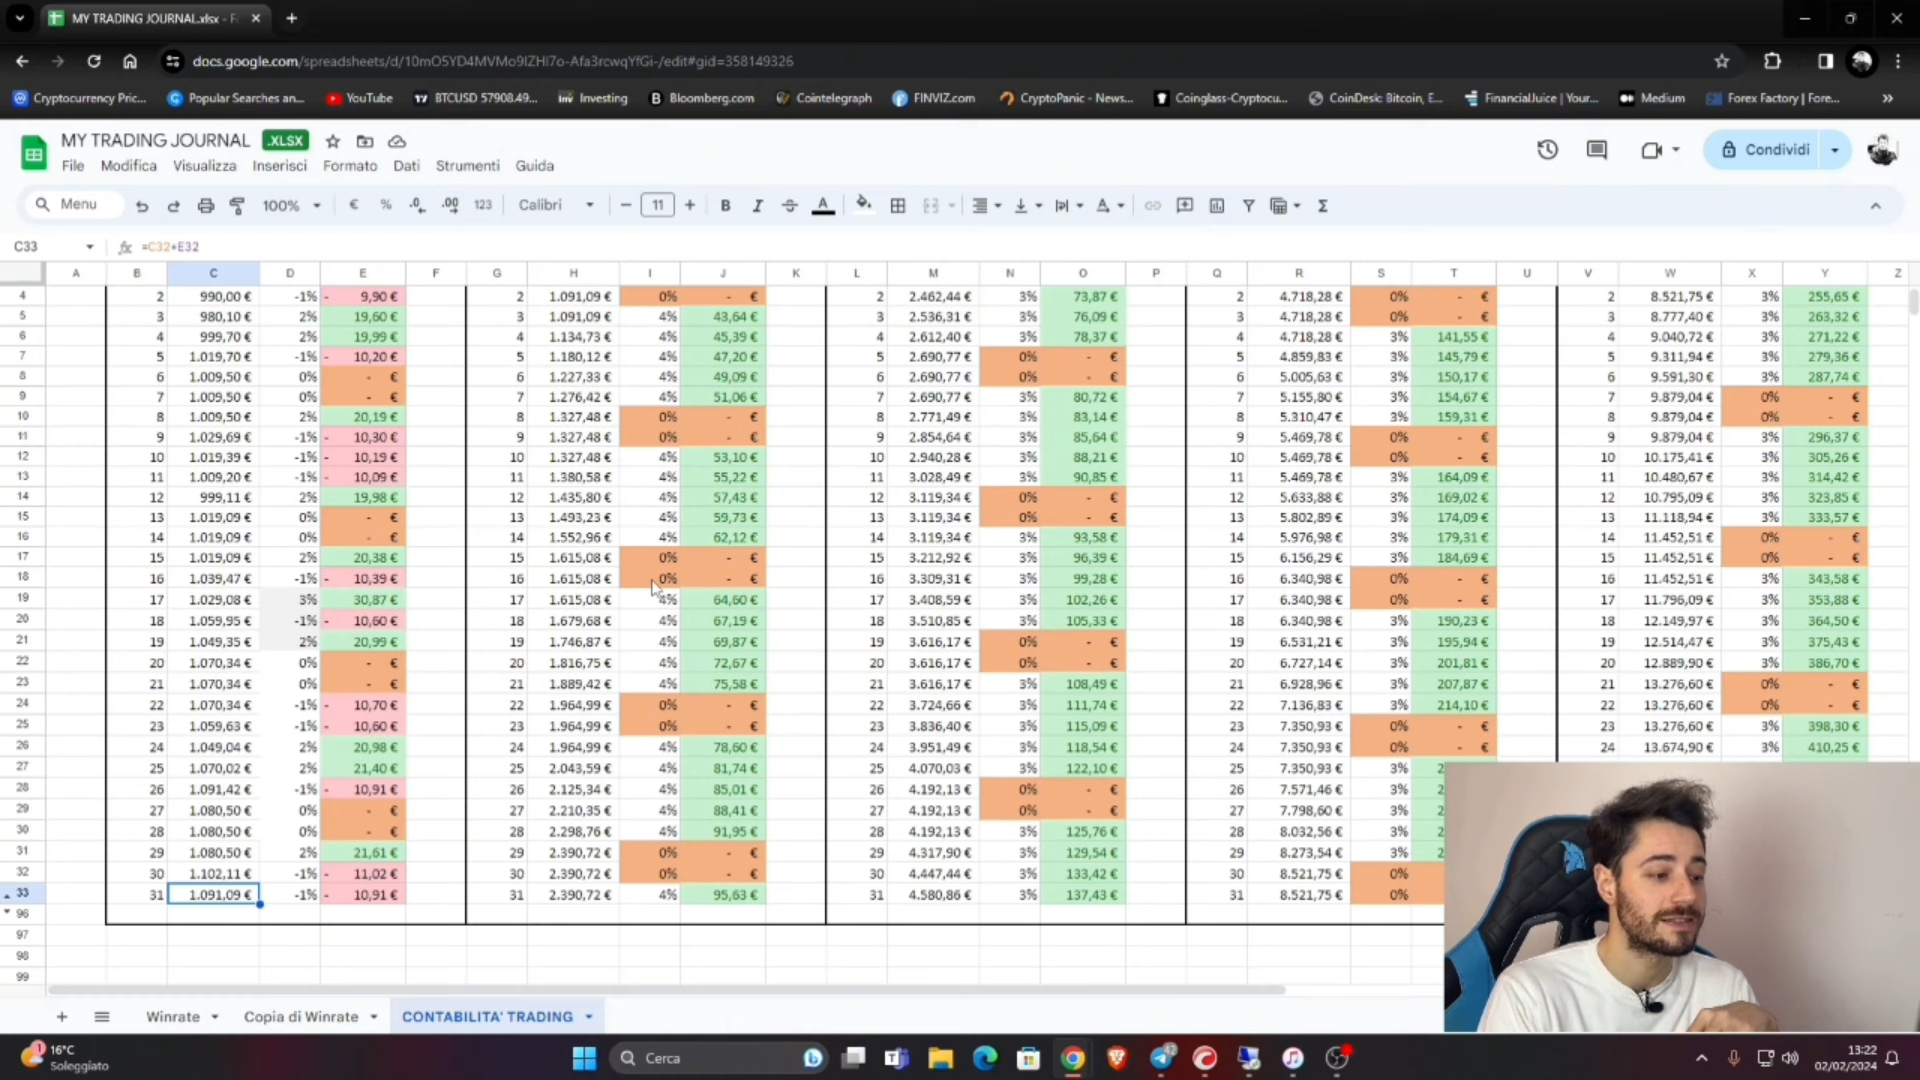 MY TRADING JOURNAL.xlsx - F
docs.google.com/spreadsheets/d/10mO5YD4MVMo9IZHI7o-Afa3rcwqYfGi-/edit#gid=358149326
Cryptocurrency Pric... Popular Searches an... YouTube BTCUSD 57908.49... Investing Bloomberg.com Cointelegraph FINVIZ.com CryptoPanic - News... Coinglass-Cryptocu... CoinDesk: Bitcoin, E... FinancialJuice | Your... Medium Forex Factory | Fore... »
MY TRADING JOURNAL .XLSX
Condividi
File Modifica Visualizza Inserisci Formato Dati Strumenti Guida
Menu 100% € % .0 .00 123 Calibri − 11 + B I A Σ
C33 fx =C32+E32
A B C D E F G H I J K L M N O P Q R S T U V W X Y Z
4 2 990,00 € -1% - 9,90 € 2 1.091,09 € 0% - € 2 2.462,44 € 3% 73,87 € 2 4.718,28 € 0% - € 2 8.521,75 € 3% 255,65 €
5 3 980,10 € 2% 19,60 € 3 1.091,09 € 4% 43,64 € 3 2.536,31 € 3% 76,09 € 3 4.718,28 € 0% - € 3 8.777,40 € 3% 263,32 €
6 4 999,70 € 2% 19,99 € 4 1.134,73 € 4% 45,39 € 4 2.612,40 € 3% 78,37 € 4 4.718,28 € 3% 141,55 € 4 9.040,72 € 3% 271,22 €
7 5 1.019,70 € -1% - 10,20 € 5 1.180,12 € 4% 47,20 € 5 2.690,77 € 0% - € 5 4.859,83 € 3% 145,79 € 5 9.311,94 € 3% 279,36 €
8 6 1.009,50 € 0% - € 6 1.227,33 € 4% 49,09 € 6 2.690,77 € 0% - € 6 5.005,63 € 3% 150,17 € 6 9.591,30 € 3% 287,74 €
9 7 1.009,50 € 0% - € 7 1.276,42 € 4% 51,06 € 7 2.690,77 € 3% 80,72 € 7 5.155,80 € 3% 154,67 € 7 9.879,04 € 0% - €
10 8 1.009,50 € 2% 20,19 € 8 1.327,48 € 0% - € 8 2.771,49 € 3% 83,14 € 8 5.310,47 € 3% 159,31 € 8 9.879,04 € 0% - €
11 9 1.029,69 € -1% - 10,30 € 9 1.327,48 € 0% - € 9 2.854,64 € 3% 85,64 € 9 5.469,78 € 0% - € 9 9.879,04 € 3% 296,37 €
12 10 1.019,39 € -1% - 10,19 € 10 1.327,48 € 4% 53,10 € 10 2.940,28 € 3% 88,21 € 10 5.469,78 € 0% - € 10 10.175,41 € 3% 305,26 €
13 11 1.009,20 € -1% - 10,09 € 11 1.380,58 € 4% 55,22 € 11 3.028,49 € 3% 90,85 € 11 5.469,78 € 3% 164,09 € 11 10.480,67 € 3% 314,42 €
14 12 999,11 € 2% 19,98 € 12 1.435,80 € 4% 57,43 € 12 3.119,34 € 0% - € 12 5.633,88 € 3% 169,02 € 12 10.795,09 € 3% 323,85 €
15 13 1.019,09 € 0% - € 13 1.493,23 € 4% 59,73 € 13 3.119,34 € 0% - € 13 5.802,89 € 3% 174,09 € 13 11.118,94 € 3% 333,57 €
16 14 1.019,09 € 0% - € 14 1.552,96 € 4% 62,12 € 14 3.119,34 € 3% 93,58 € 14 5.976,98 € 3% 179,31 € 14 11.452,51 € 0% - €
17 15 1.019,09 € 2% 20,38 € 15 1.615,08 € 0% - € 15 3.212,92 € 3% 96,39 € 15 6.156,29 € 3% 184,69 € 15 11.452,51 € 0% - €
18 16 1.039,47 € -1% - 10,39 € 16 1.615,08 € 0% - € 16 3.309,31 € 3% 99,28 € 16 6.340,98 € 0% - € 16 11.452,51 € 3% 343,58 €
19 17 1.029,08 € 3% 30,87 € 17 1.615,08 € 4% 64,60 € 17 3.408,59 € 3% 102,26 € 17 6.340,98 € 0% - € 17 11.796,09 € 3% 353,88 €
20 18 1.059,95 € -1% - 10,60 € 18 1.679,68 € 4% 67,19 € 18 3.510,85 € 3% 105,33 € 18 6.340,98 € 3% 190,23 € 18 12.149,97 € 3% 364,50 €
21 19 1.049,35 € 2% 20,99 € 19 1.746,87 € 4% 69,87 € 19 3.616,17 € 0% - € 19 6.531,21 € 3% 195,94 € 19 12.514,47 € 3% 375,43 €
22 20 1.070,34 € 0% - € 20 1.816,75 € 4% 72,67 € 20 3.616,17 € 0% - € 20 6.727,14 € 3% 201,81 € 20 12.889,90 € 3% 386,70 €
23 21 1.070,34 € 0% - € 21 1.889,42 € 4% 75,58 € 21 3.616,17 € 3% 108,49 € 21 6.928,96 € 3% 207,87 € 21 13.276,60 € 0% - €
24 22 1.070,34 € -1% - 10,70 € 22 1.964,99 € 0% - € 22 3.724,66 € 3% 111,74 € 22 7.136,83 € 3% 214,10 € 22 13.276,60 € 0% - €
25 23 1.059,63 € -1% - 10,60 € 23 1.964,99 € 0% - € 23 3.836,40 € 3% 115,09 € 23 7.350,93 € 0% - € 23 13.276,60 € 3% 398,30 €
26 24 1.049,04 € 2% 20,98 € 24 1.964,99 € 4% 78,60 € 24 3.951,49 € 3% 118,54 € 24 7.350,93 € 0% - € 24 13.674,90 € 3% 410,25 €
27 25 1.070,02 € 2% 21,40 € 25 2.043,59 € 4% 81,74 € 25 4.070,03 € 3% 122,10 € 25 7.350,93 € 3% 2
28 26 1.091,42 € -1% - 10,91 € 26 2.125,34 € 4% 85,01 € 26 4.192,13 € 0% - € 26 7.571,46 € 3% 2
29 27 1.080,50 € 0% - € 27 2.210,35 € 4% 88,41 € 27 4.192,13 € 0% - € 27 7.798,60 € 3% 2
30 28 1.080,50 € 0% - € 28 2.298,76 € 4% 91,95 € 28 4.192,13 € 3% 125,76 € 28 8.032,56 € 3% 2
31 29 1.080,50 € 2% 21,61 € 29 2.390,72 € 0% - € 29 4.317,90 € 3% 129,54 € 29 8.273,54 € 3% 2
32 30 1.102,11 € -1% - 11,02 € 30 2.390,72 € 0% - € 30 4.447,44 € 3% 133,42 € 30 8.521,75 € 0%
33 31 1.091,09 € -1% - 10,91 € 31 2.390,72 € 4% 95,63 € 31 4.580,86 € 3% 137,43 € 31 8.521,75 € 0%
96
97
98
99
+ Winrate Copia di Winrate CONTABILITA' TRADING
1 16°C
Soleggiato
Cerca
42
13:22
02/02/2024